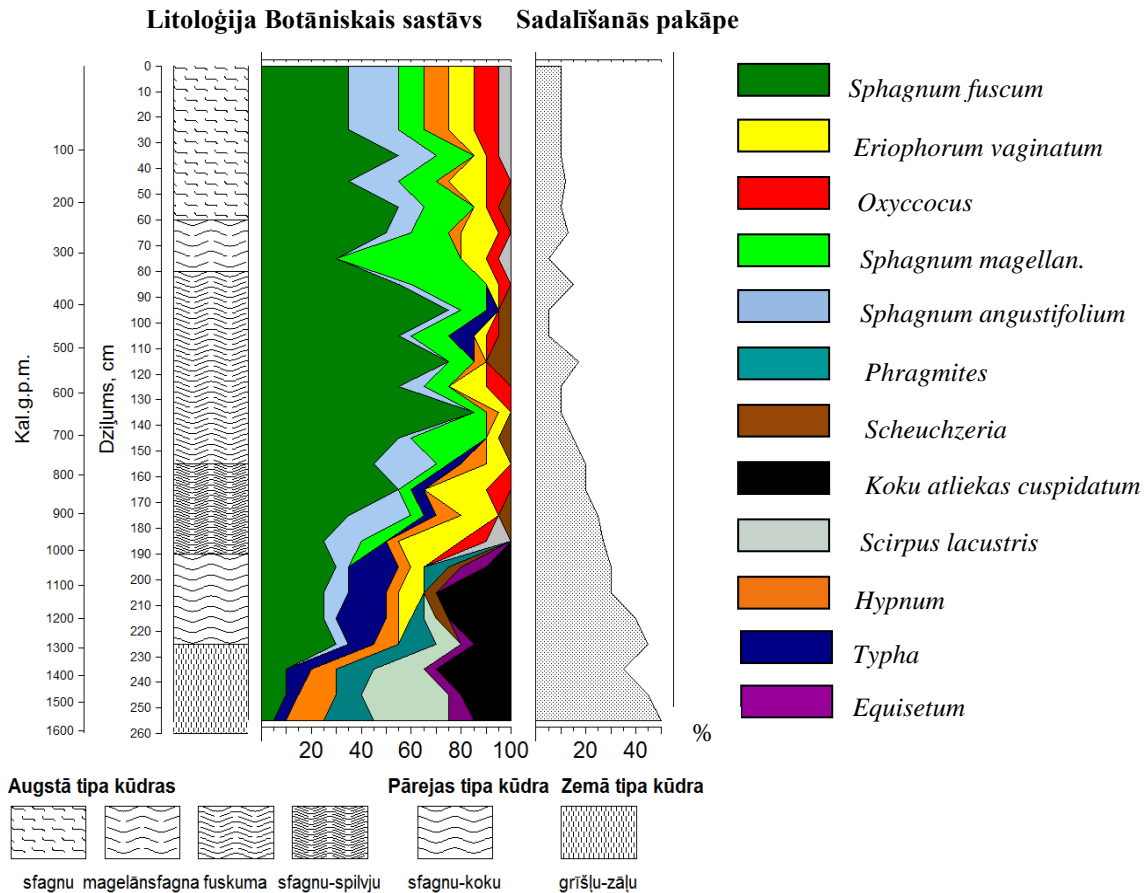 Litoloģija Botāniskais sastāvs Sadalīšanās pakāpe
Kal.g.p.m.
100
200
300
400
500
600
700
800
900
1000
1100
1200
1300
1400
1500
1600
Dziļums, cm
0
10
20
30
40
50
60
70
80
90
100
110
120
130
140
150
160
170
180
190
200
210
220
230
240
250
260
20 40 60 80 100
20 40 %
Sphagnum fuscum
Eriophorum vaginatum
Oxyccocus
Sphagnum magellan.
Sphagnum angustifolium
Phragmites
Scheuchzeria
Koku atliekas cuspidatum
Scirpus lacustris
Hypnum
Typha
Equisetum
Augstā tipa kūdras Pārejas tipa kūdra Zemā tipa kūdra
sfagnu magelānsfagna fuskuma sfagnu-spilvju sfagnu-koku grīšļu-zāļu